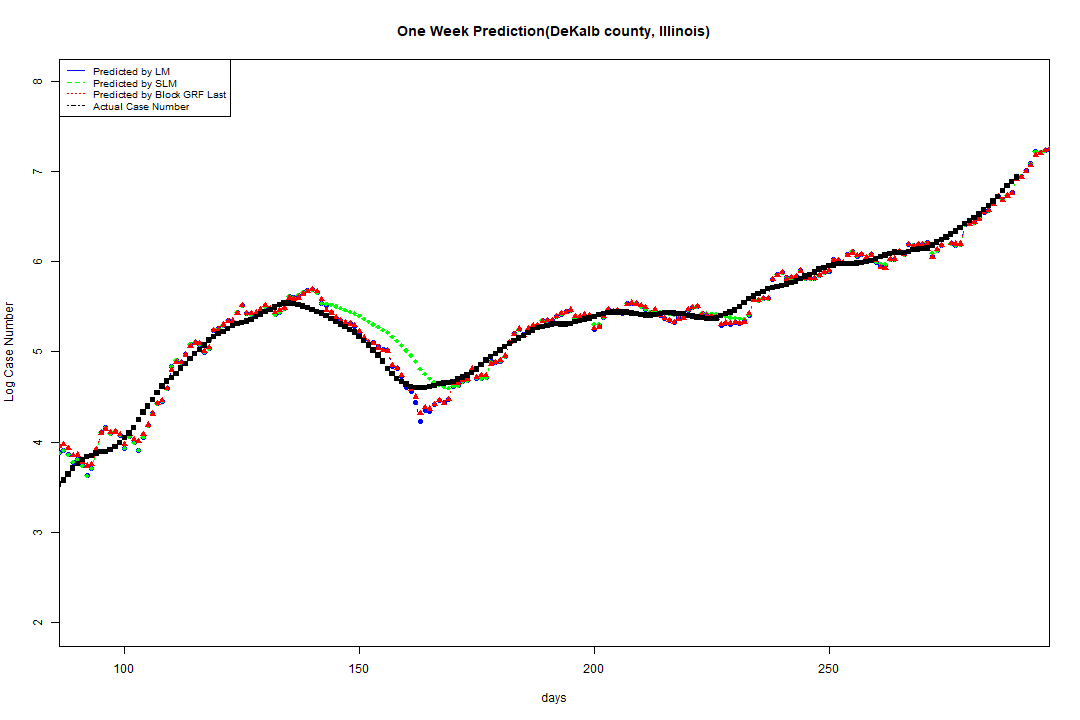 One Week Prediction(DeKalb county, Illinois)
Predicted by LM
Predicted by SLM
Predicted by Block GRF Last
Actual Case Number
8
7
6
5
4
3
2
Log Case Number
100 150 200 250
days